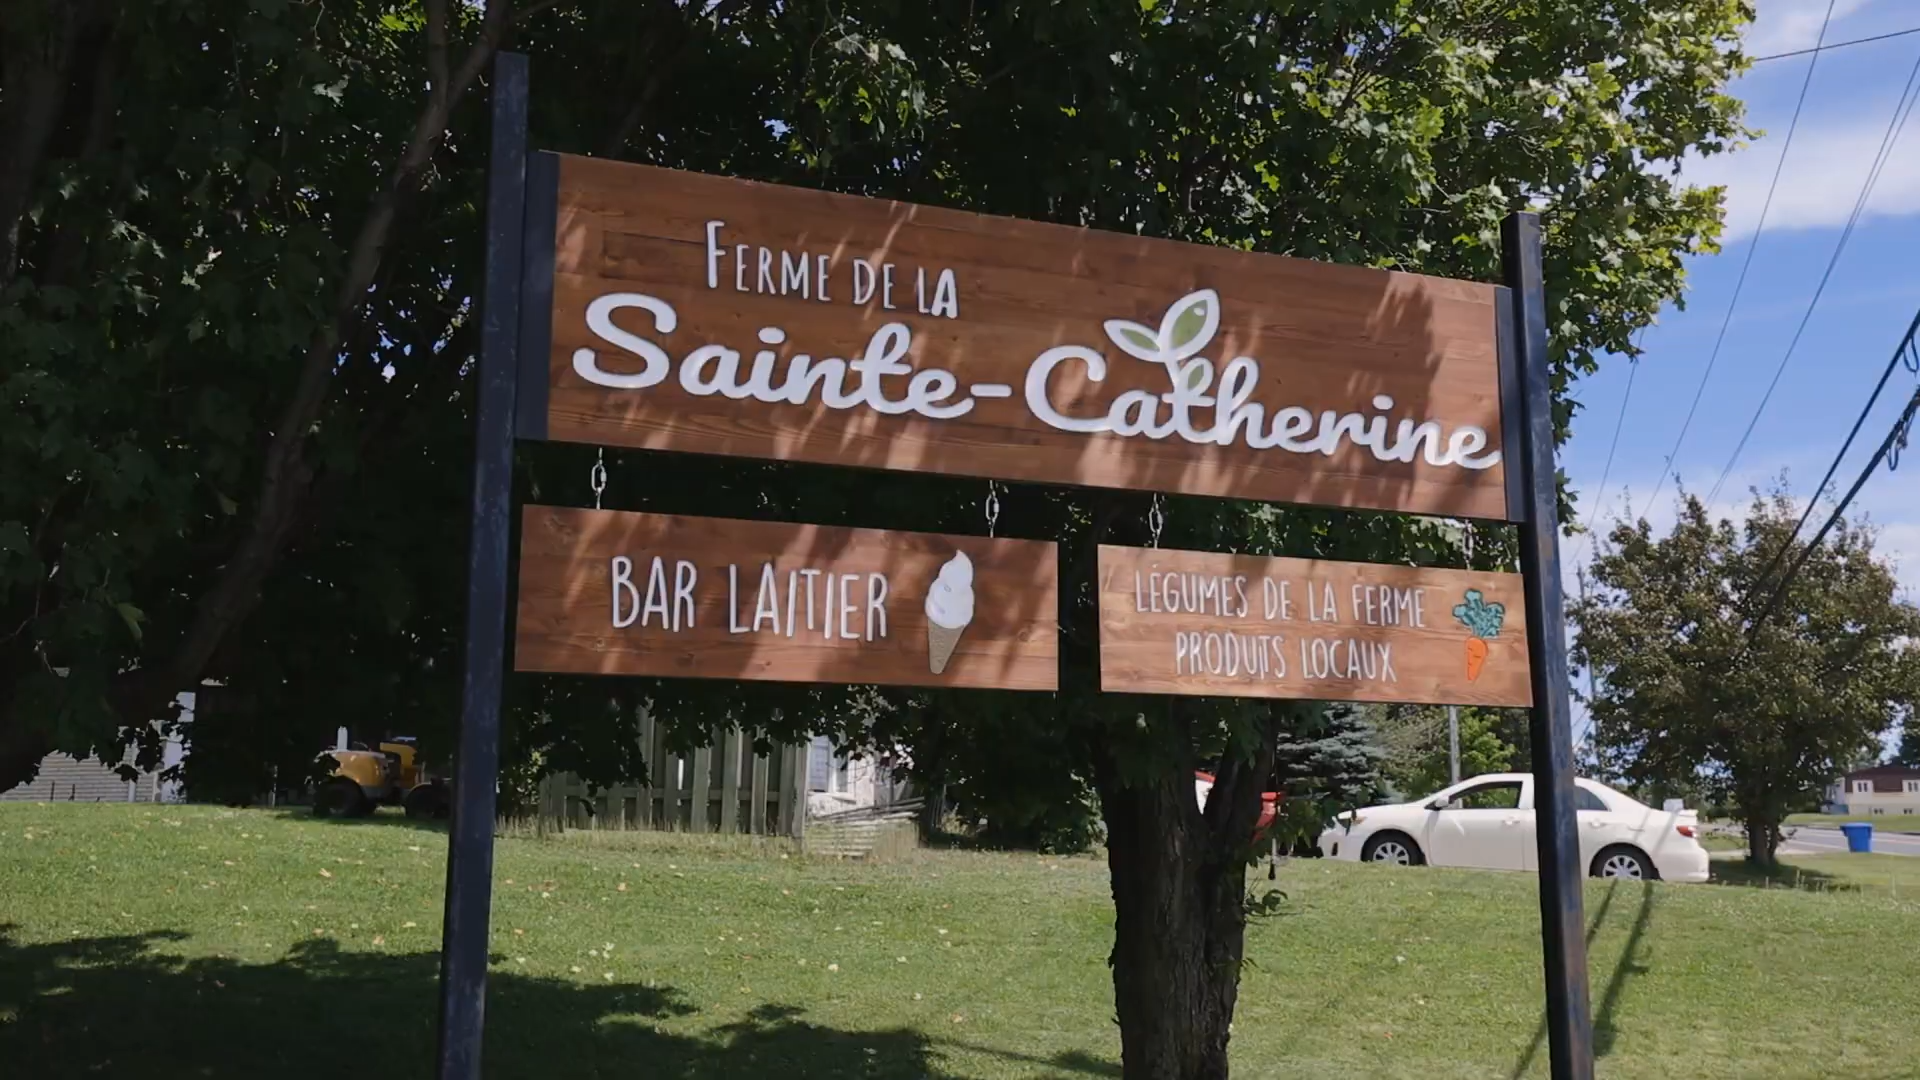 FERME DE LA
Sainte-Catherine
BAR LAITIER
LÉGUMES DE LA FERME
PRODUITS LOCAUX